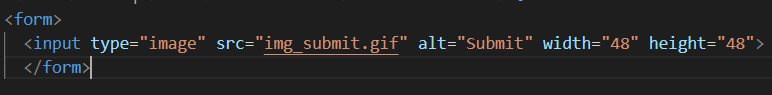 <form>
<input type="image" src="img_submit.gif" alt="Submit" width="48" height="48">
</form>